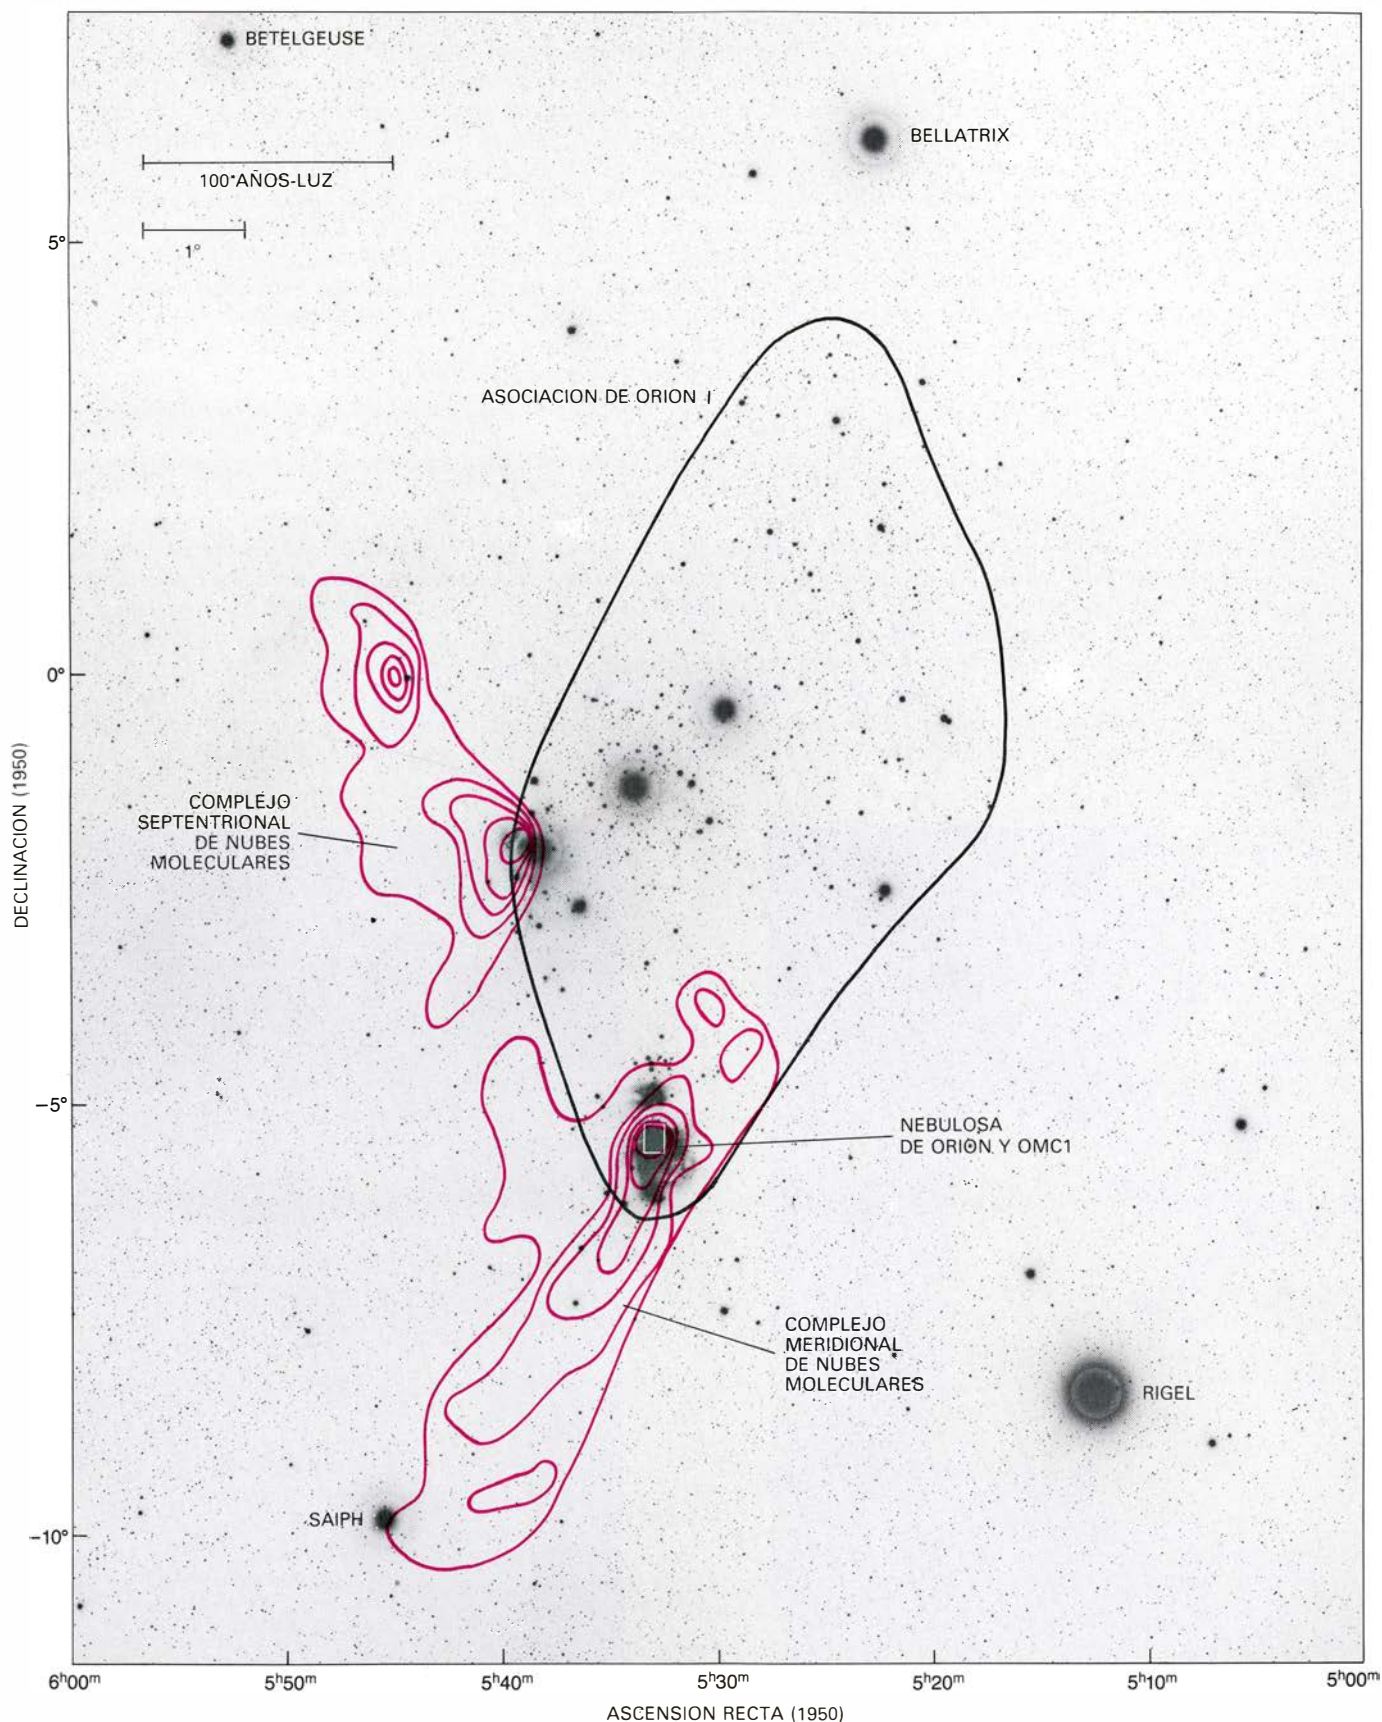 BETELGEUSE
BELLATRIX
100 AÑOS-LUZ
1°
5°
ASOCIACION DE ORION I
0°
DECLINACION (1950)
COMPLEJO
SEPTENTRIONAL
DE NUBES
MOLECULARES
-5°
NEBULOSA
DE ORION Y OMC1
COMPLEJO
MERIDIONAL
DE NUBES
MOLECULARES
RIGEL
SAIPH
-10°
6h00m 5h50m 5h40m 5h30m 5h20m 5h10m 5h00m
ASCENSION RECTA (1950)